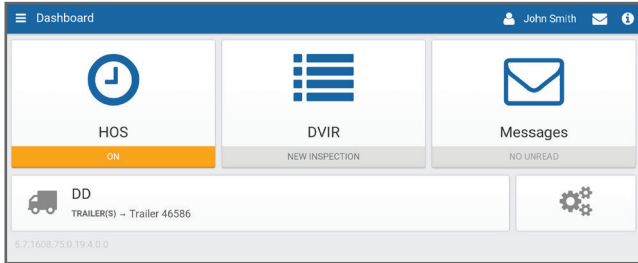 Dashboard John Smith
HOS DVIR Messages
ON NEW INSPECTION NO UNREAD
DD
TRAILER(S) – Trailer 46586
5.7.1608.75:0.19:4.0.0